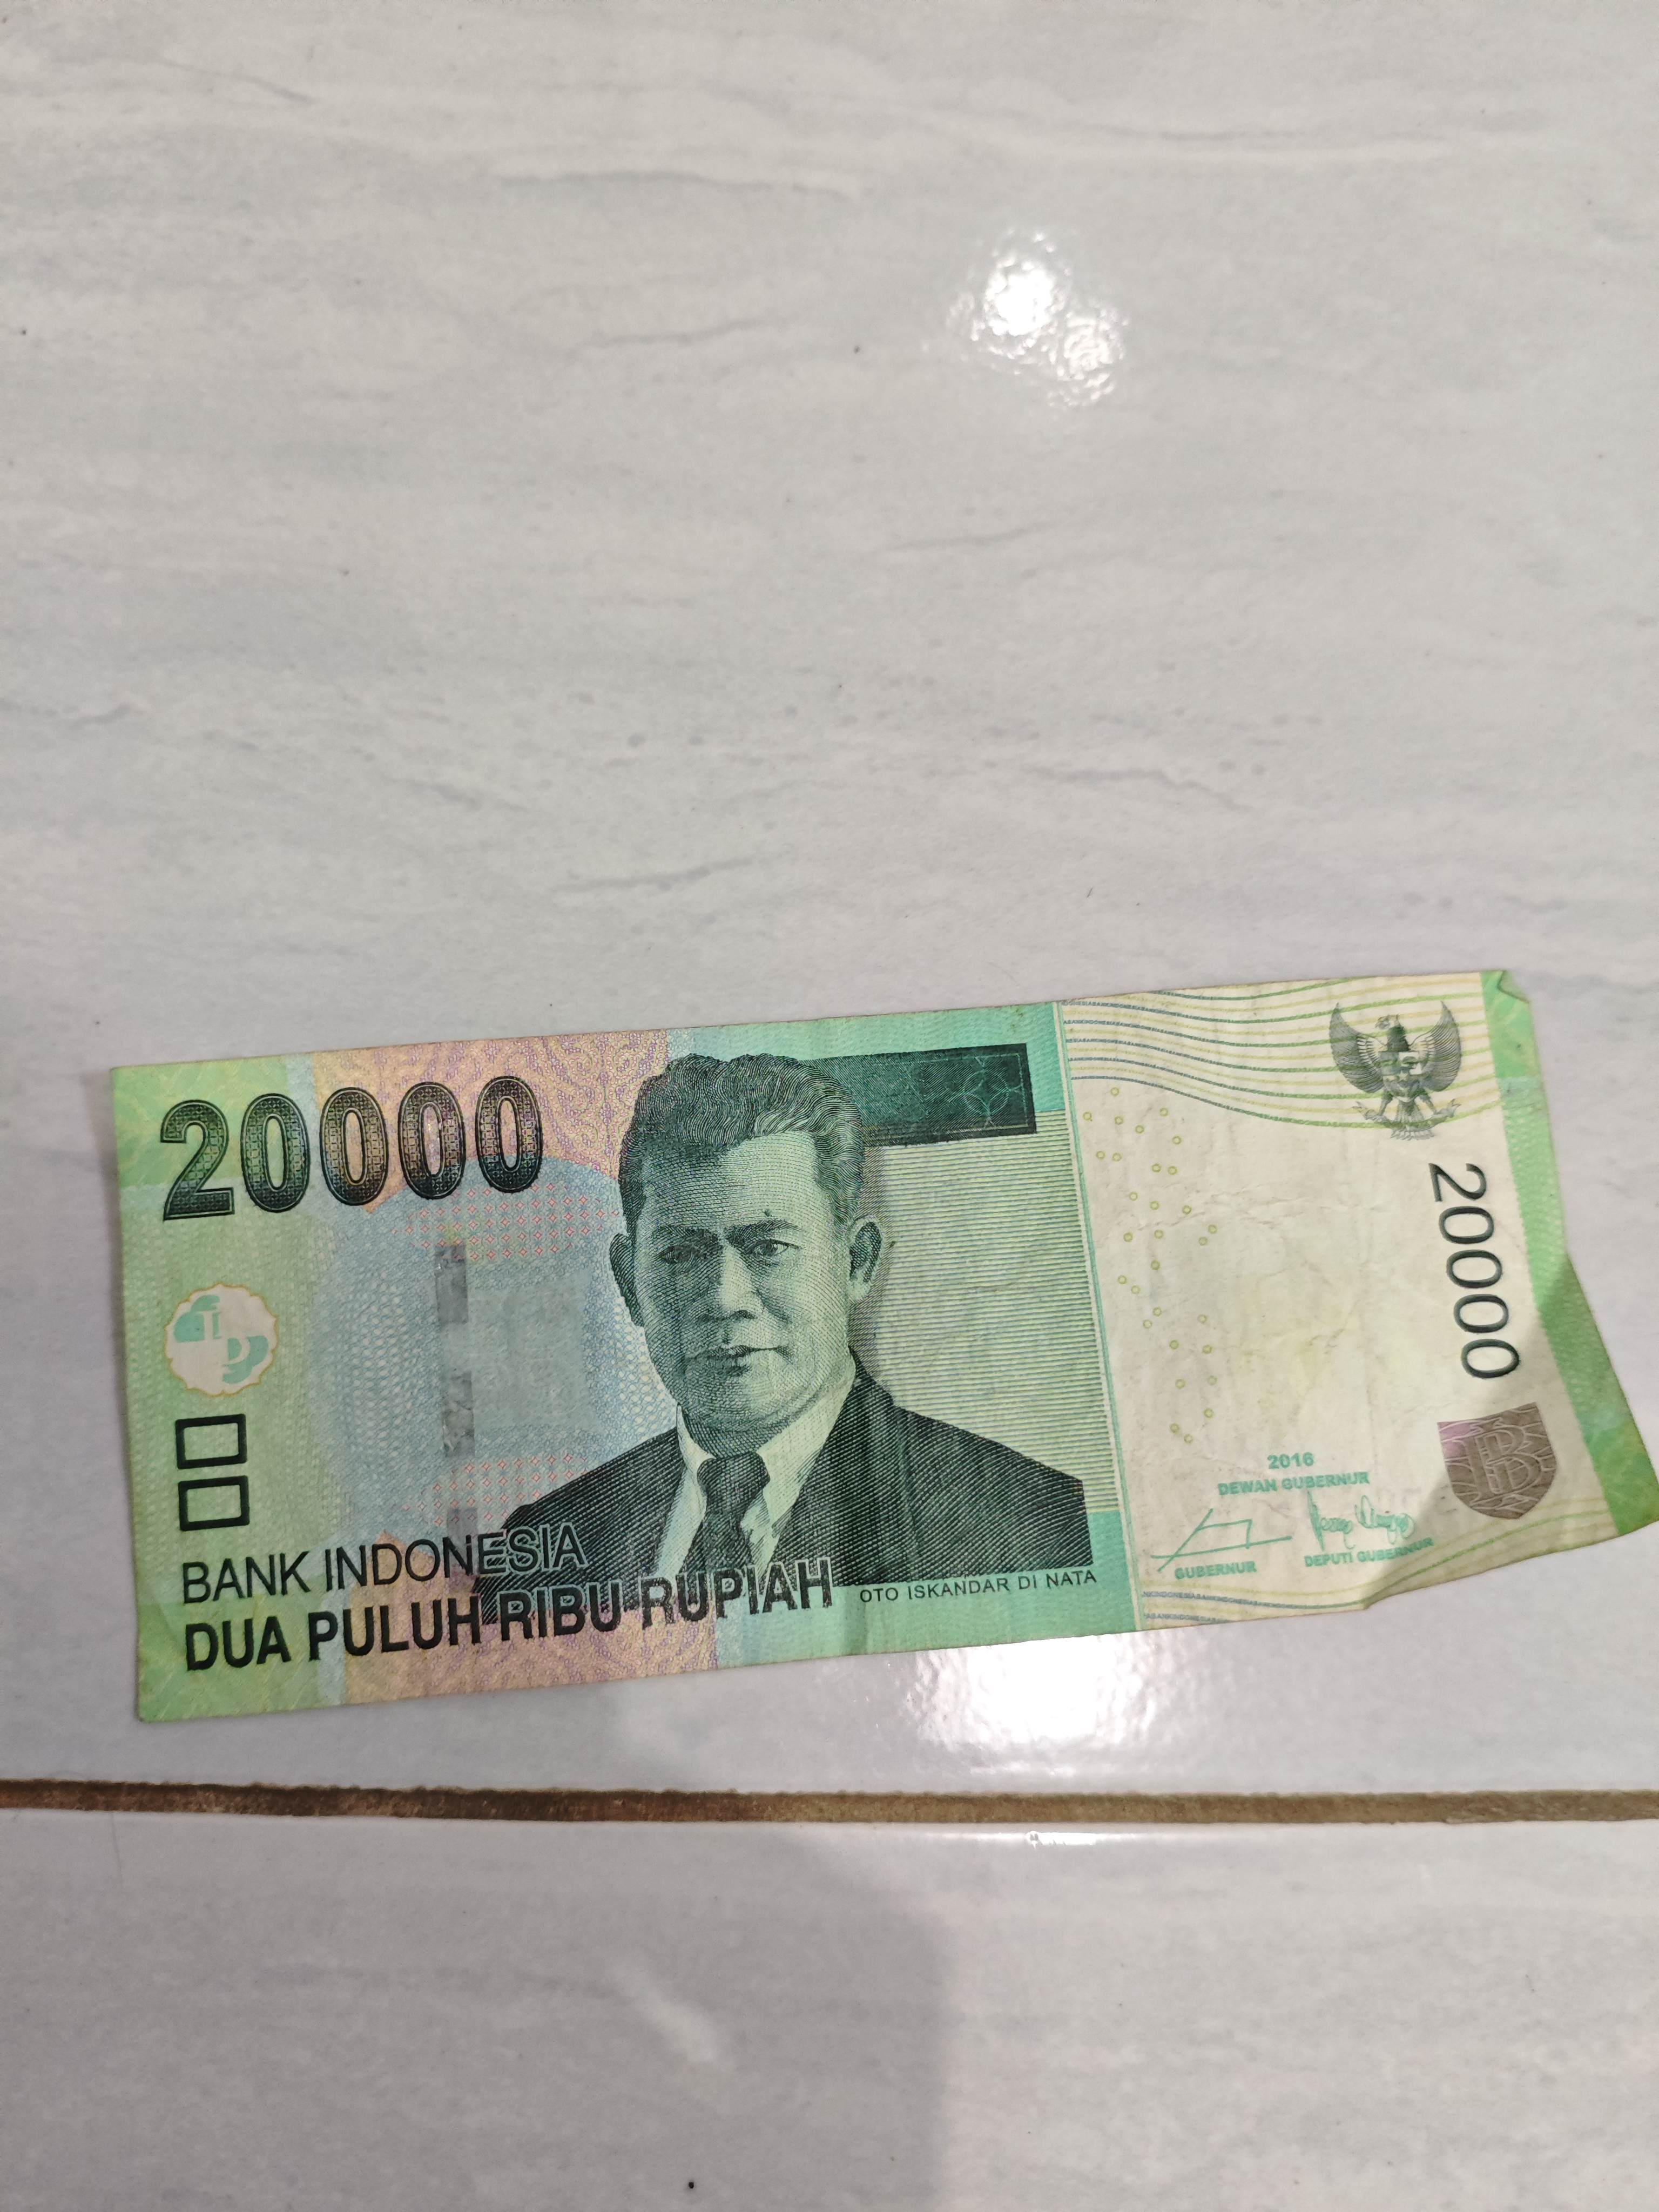 20000
BANK INDONESIA
DUA PULUH RIBU RUPIAH
OTO ISKANDAR DI NATA
20000
2016
DEWAN GUBERNUR
GUBERNUR
DEPUTI GUBERNUR